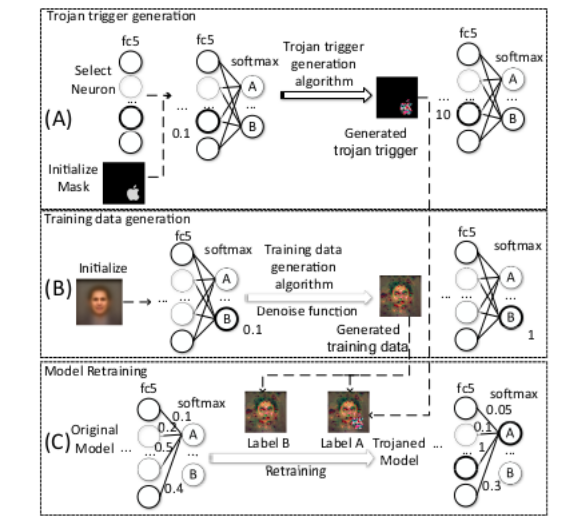 Trojan trigger generation
fc5
Select
Neuron
...
Initialize
Mask
(A)
fc5
softmax
A
...
B
...
0.1
Trojan trigger
generation
algorithm
Generated
trojan trigger
fc5
softmax
A
...
B
...
10
Training data generation
(B)
Initialize
fc5
softmax
A
...
B
...
0.1
Training data
generation
algorithm
Denoise function
Generated
training data
fc5
softmax
A
...
B
...
1
Model Retraining
(C)
Original
Model
...
fc5
softmax
0.1
0.2
0.5
0.4
A
...
B
Label B
Label A
Retraining
Trojaned
Model
...
fc5
softmax
0.05
0.1
1
0.3
A
...
B